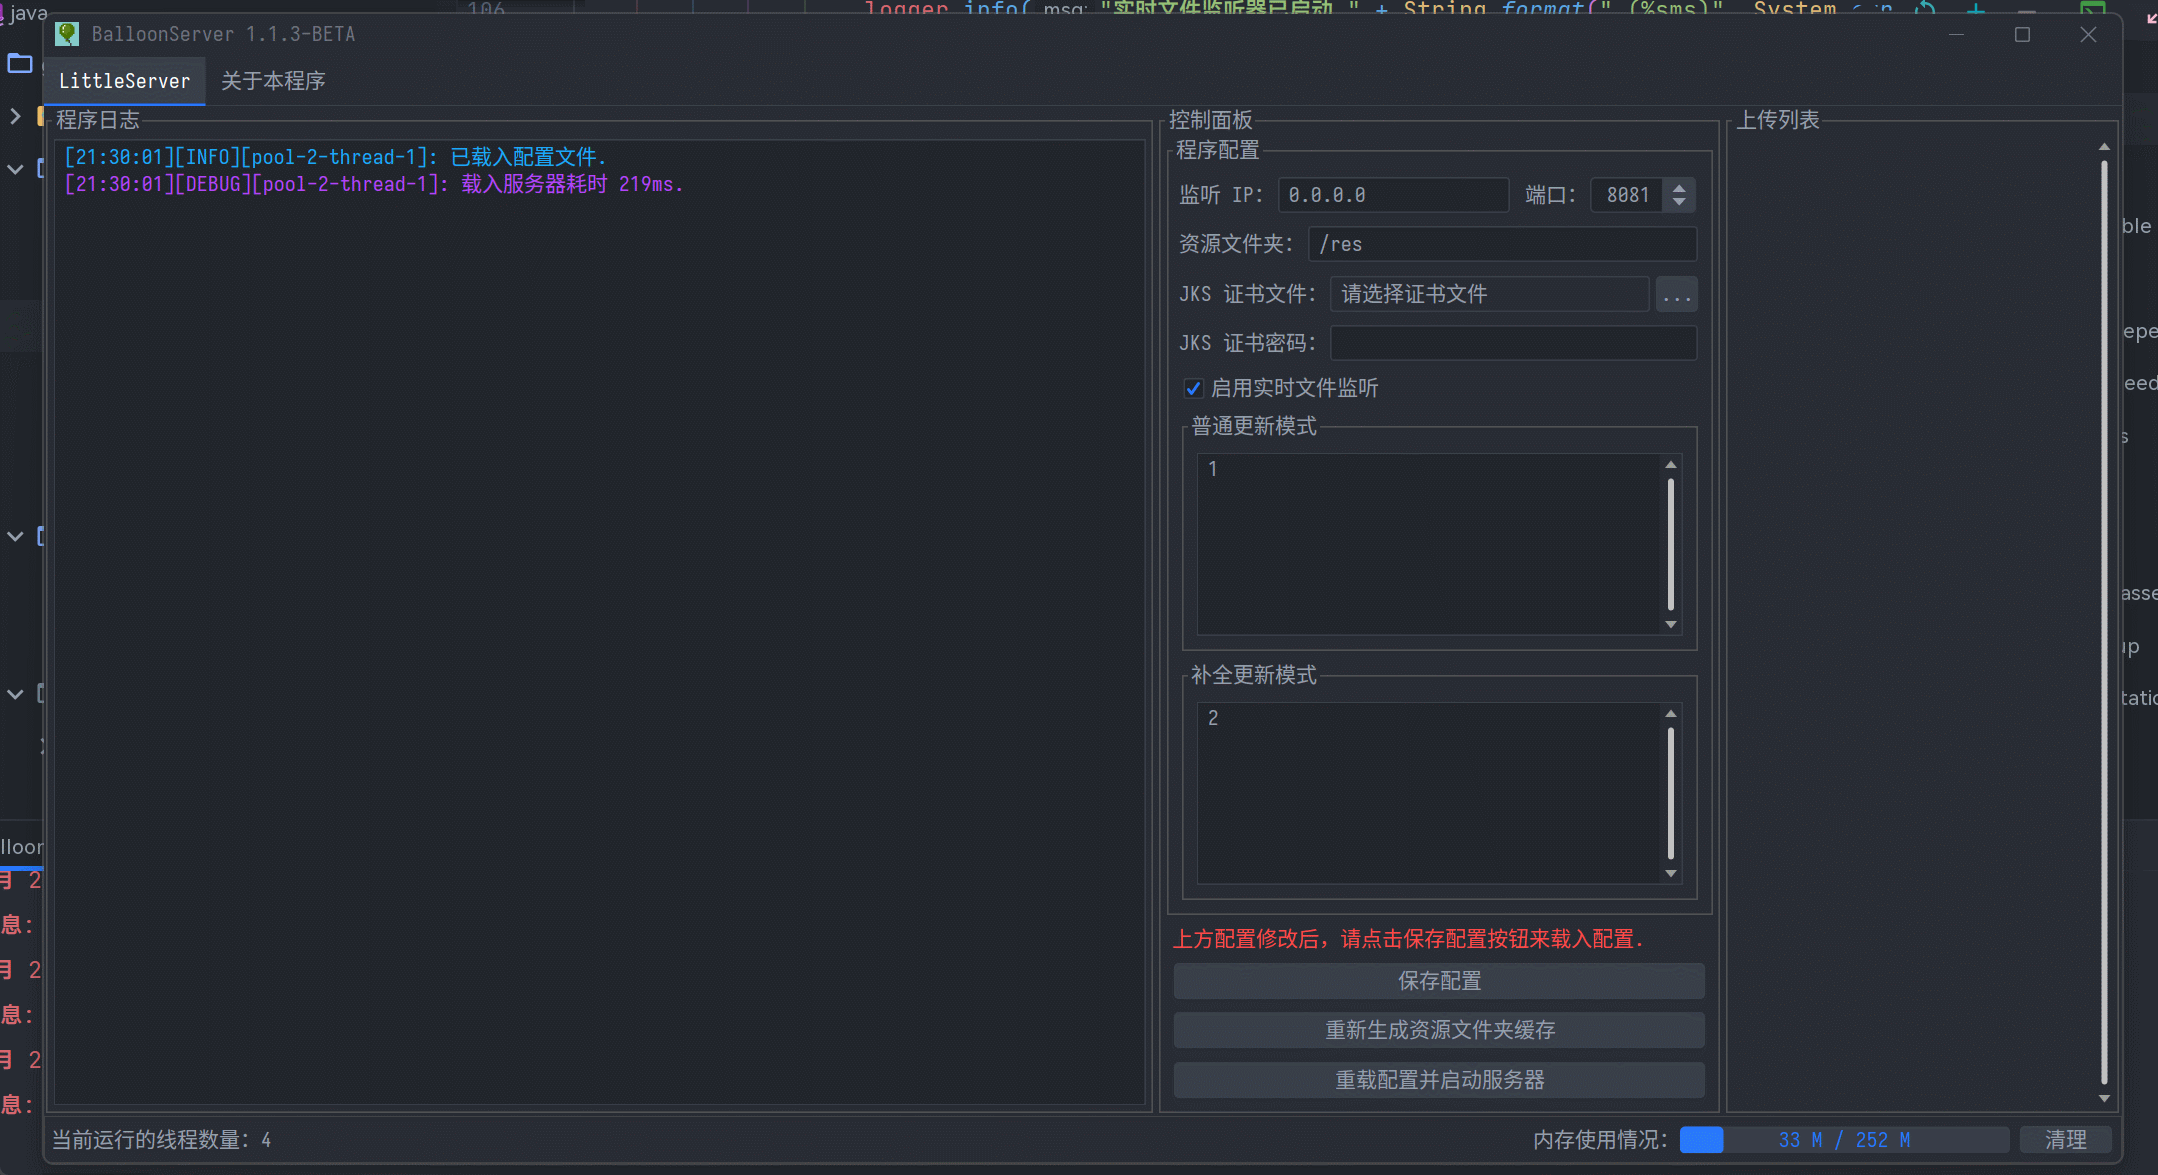 java
106
logger.info( msg: "实时文件监听器已启动." + String.format(" (%sms)", System
BalloonServer 1.1.3-BETA
LittleServer 关于本程序
程序日志
[21:30:01][INFO][pool-2-thread-1]: 已载入配置文件.
[21:30:01][DEBUG][pool-2-thread-1]: 载入服务器耗时 219ms.
控制面板
程序配置
监听 IP: 0.0.0.0 端口: 8081
资源文件夹: /res
JKS 证书文件: 请选择证书文件 ...
JKS 证书密码:
启用实时文件监听
普通更新模式
1
补全更新模式
2
上方配置修改后，请点击保存配置按钮来载入配置.
保存配置
重新生成资源文件夹缓存
重载配置并启动服务器
上传列表
当前运行的线程数量: 4
内存使用情况: 33 M / 252 M 清理
ble
epe
eed
s
asse
up
tatic
lloon
月 2
息:
月 2
息:
月 2
息: